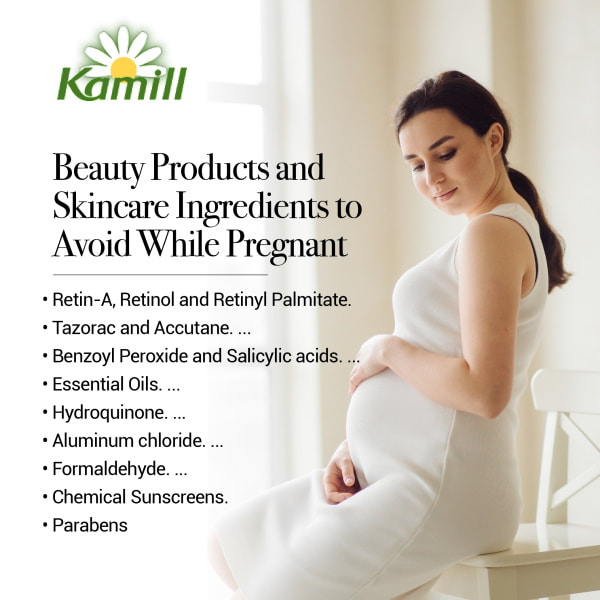 Kamill
Beauty Products and
Skincare Ingredients to
Avoid While Pregnant
• Retin-A, Retinol and Retinyl Palmitate.
• Tazorac and Accutane. ...
• Benzoyl Peroxide and Salicylic acids. ...
• Essential Oils. ...
• Hydroquinone. ...
• Aluminum chloride. ...
• Formaldehyde. ...
• Chemical Sunscreens.
• Parabens